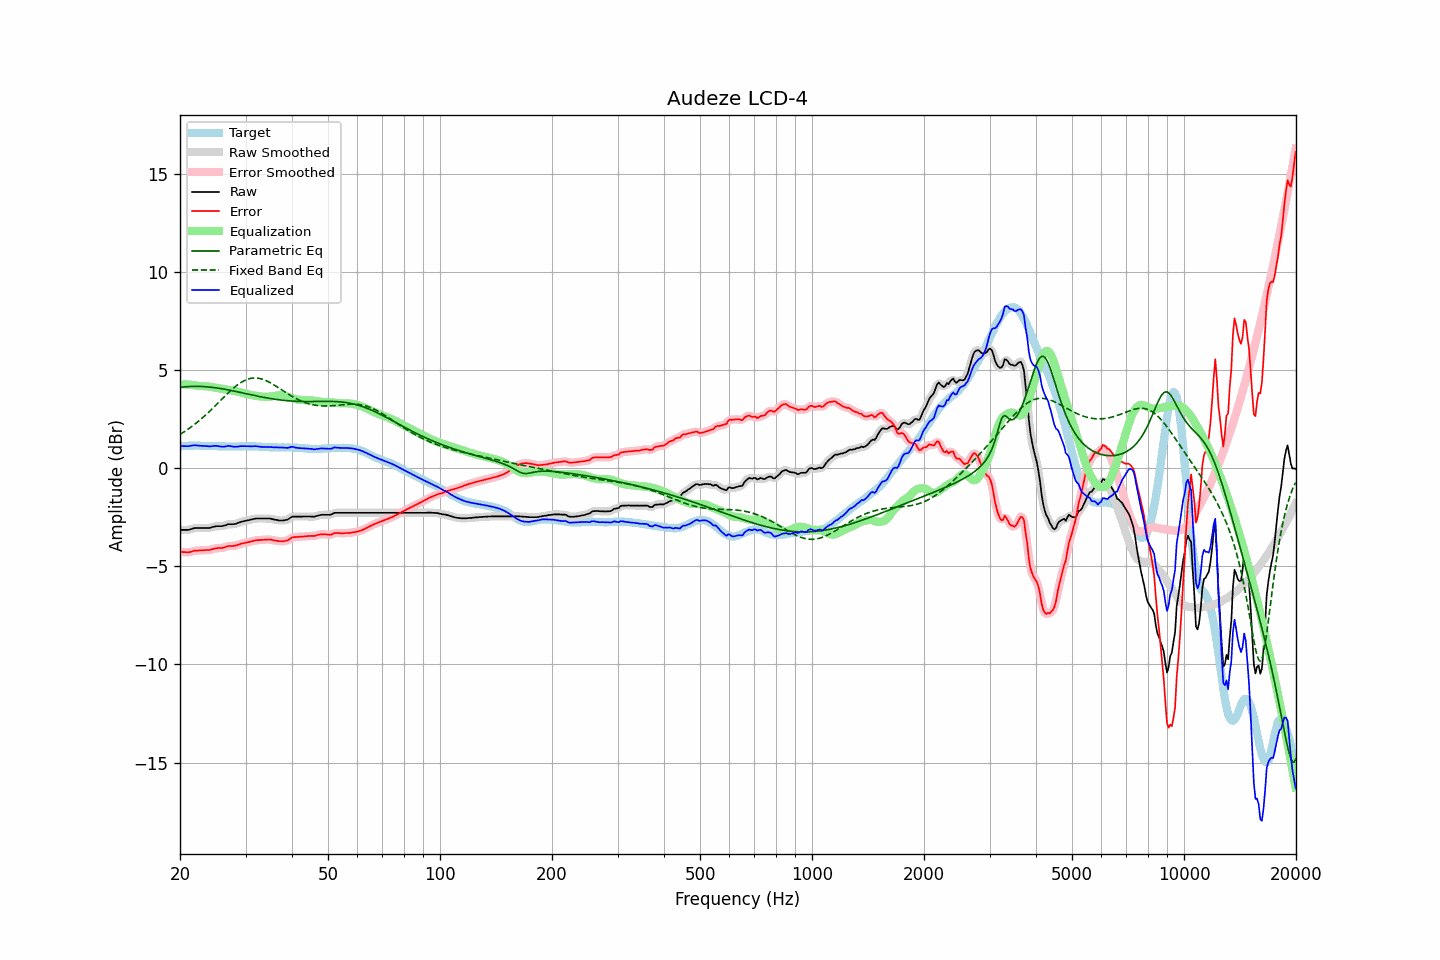 Audeze LCD-4
Target
Raw Smoothed
Error Smoothed
Raw
Error
Equalization
Parametric Eq
Fixed Band Eq
Equalized
Amplitude (dBr)
15
10
5
0
−5
−10
−15
20
50
100
200
500
1000
2000
5000
10000
20000
Frequency (Hz)